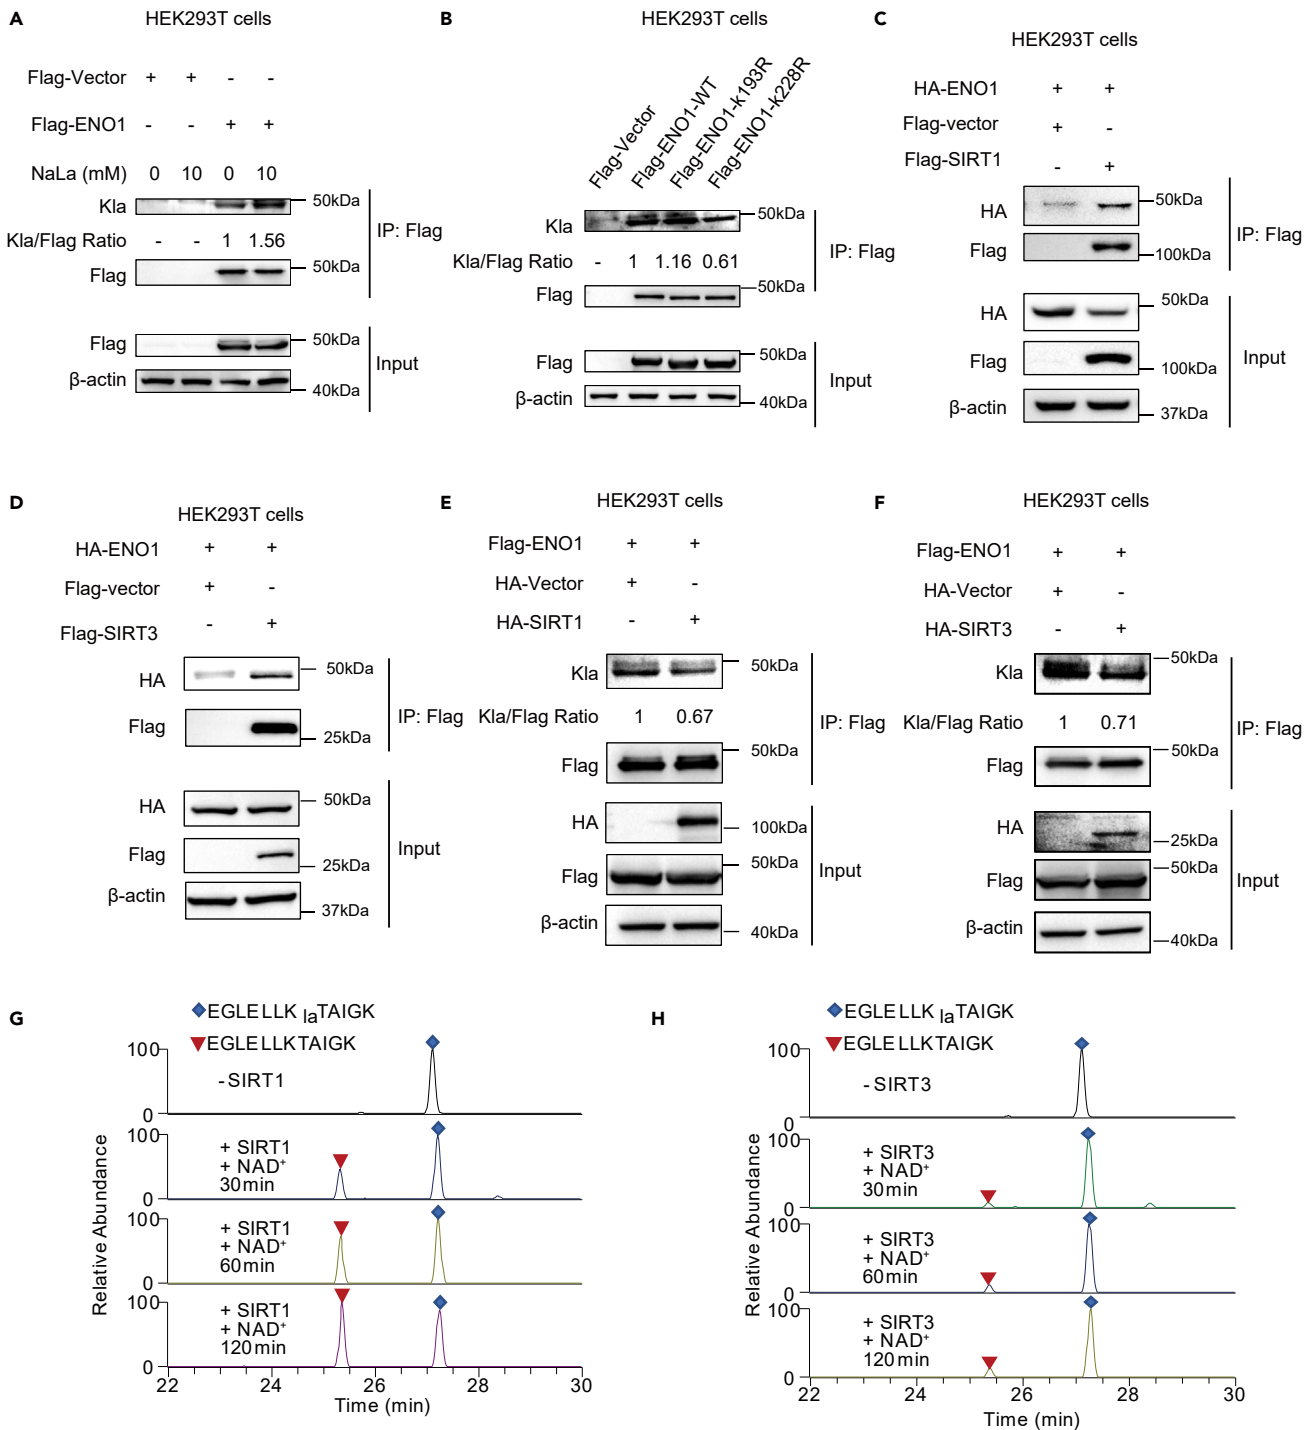 A
HEK293T cells
Flag-Vector + + - -
Flag-ENO1 - - + +
NaLa (mM) 0 10 0 10
Kla
50kDa
Kla/Flag Ratio - - 1 1.56
Flag
50kDa
IP: Flag
Flag
50kDa
β-actin
40kDa
Input
B
HEK293T cells
Flag-Vector
Flag-ENO1-WT
Flag-ENO1-k193R
Flag-ENO1-k228R
Kla
50kDa
Kla/Flag Ratio - 1 1.16 0.61
Flag
50kDa
IP: Flag
Flag
50kDa
β-actin
40kDa
Input
C
HEK293T cells
HA-ENO1 + +
Flag-vector + -
Flag-SIRT1 - +
HA
50kDa
Flag
100kDa
IP: Flag
HA
50kDa
Flag
100kDa
β-actin
37kDa
Input
D
HEK293T cells
HA-ENO1 + +
Flag-vector + -
Flag-SIRT3 - +
HA
50kDa
Flag
25kDa
IP: Flag
HA
50kDa
Flag
25kDa
β-actin
37kDa
Input
E
HEK293T cells
Flag-ENO1 + +
HA-Vector + -
HA-SIRT1 - +
Kla
50kDa
Kla/Flag Ratio 1 0.67
Flag
50kDa
IP: Flag
HA
100kDa
Flag
50kDa
β-actin
40kDa
Input
F
HEK293T cells
Flag-ENO1 + +
HA-Vector + -
HA-SIRT3 - +
Kla
50kDa
Kla/Flag Ratio 1 0.71
Flag
50kDa
IP: Flag
HA
25kDa
Flag
50kDa
β-actin
40kDa
Input
G
EGLELLK laTAIGK
EGLELLKTAIGK
-SIRT1
100
0
+ SIRT1
+ NAD+
30min
100
0
+ SIRT1
+ NAD+
60min
100
0
+ SIRT1
+ NAD+
120min
100
0
Relative Abundance
22 24 26 28 30
Time (min)
H
EGLELLK laTAIGK
EGLELLKTAIGK
-SIRT3
100
0
+ SIRT3
+ NAD+
30min
100
0
+ SIRT3
+ NAD+
60min
100
0
+ SIRT3
+ NAD+
120min
100
0
Relative Abundance
22 24 26 28 30
Time (min)